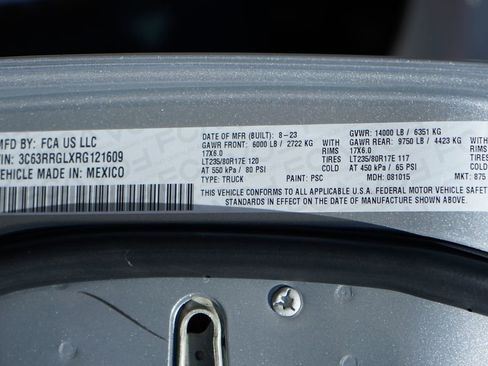 MFD BY: FCA US LLC
VIN: 3C63RRGLXRG121609
VEHICLE MADE IN: MEXICO
DATE OF MFR (BUILT): 8-23
GAWR FRONT: 6000 LB / 2722 KG
17X6.0
LT235/80R17E 120
AT 550 kPa / 80 PSI
TYPE: TRUCK
GVWR: 14000 LB / 6351 KG
GAWR REAR: 9750 LB / 4423 KG
17X6.0
LT235/80R17E 117
COLD AT 450 kPa / 65 PSI COLD
PAINT: PSC MDH: 081015 MKT: 875
THIS VEHICLE CONFORMS TO ALL APPLICABLE U.S.A. FEDERAL MOTOR VEHICLE SAFETY
STANDARDS IN EFFECT ON THE DATE OF MANUFACTURE SHOWN ABOVE.